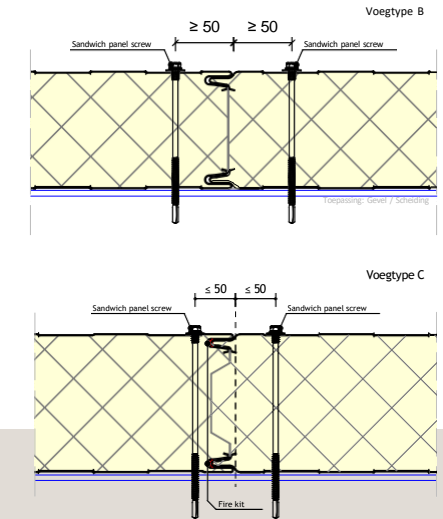 Voegtype B
≥ 50 ≥ 50
Sandwich panel screw Sandwich panel screw
Toepassing: Gevel / Scheiding
Voegtype C
≤ 50 ≤ 50
Sandwich panel screw Sandwich panel screw
Fire kit